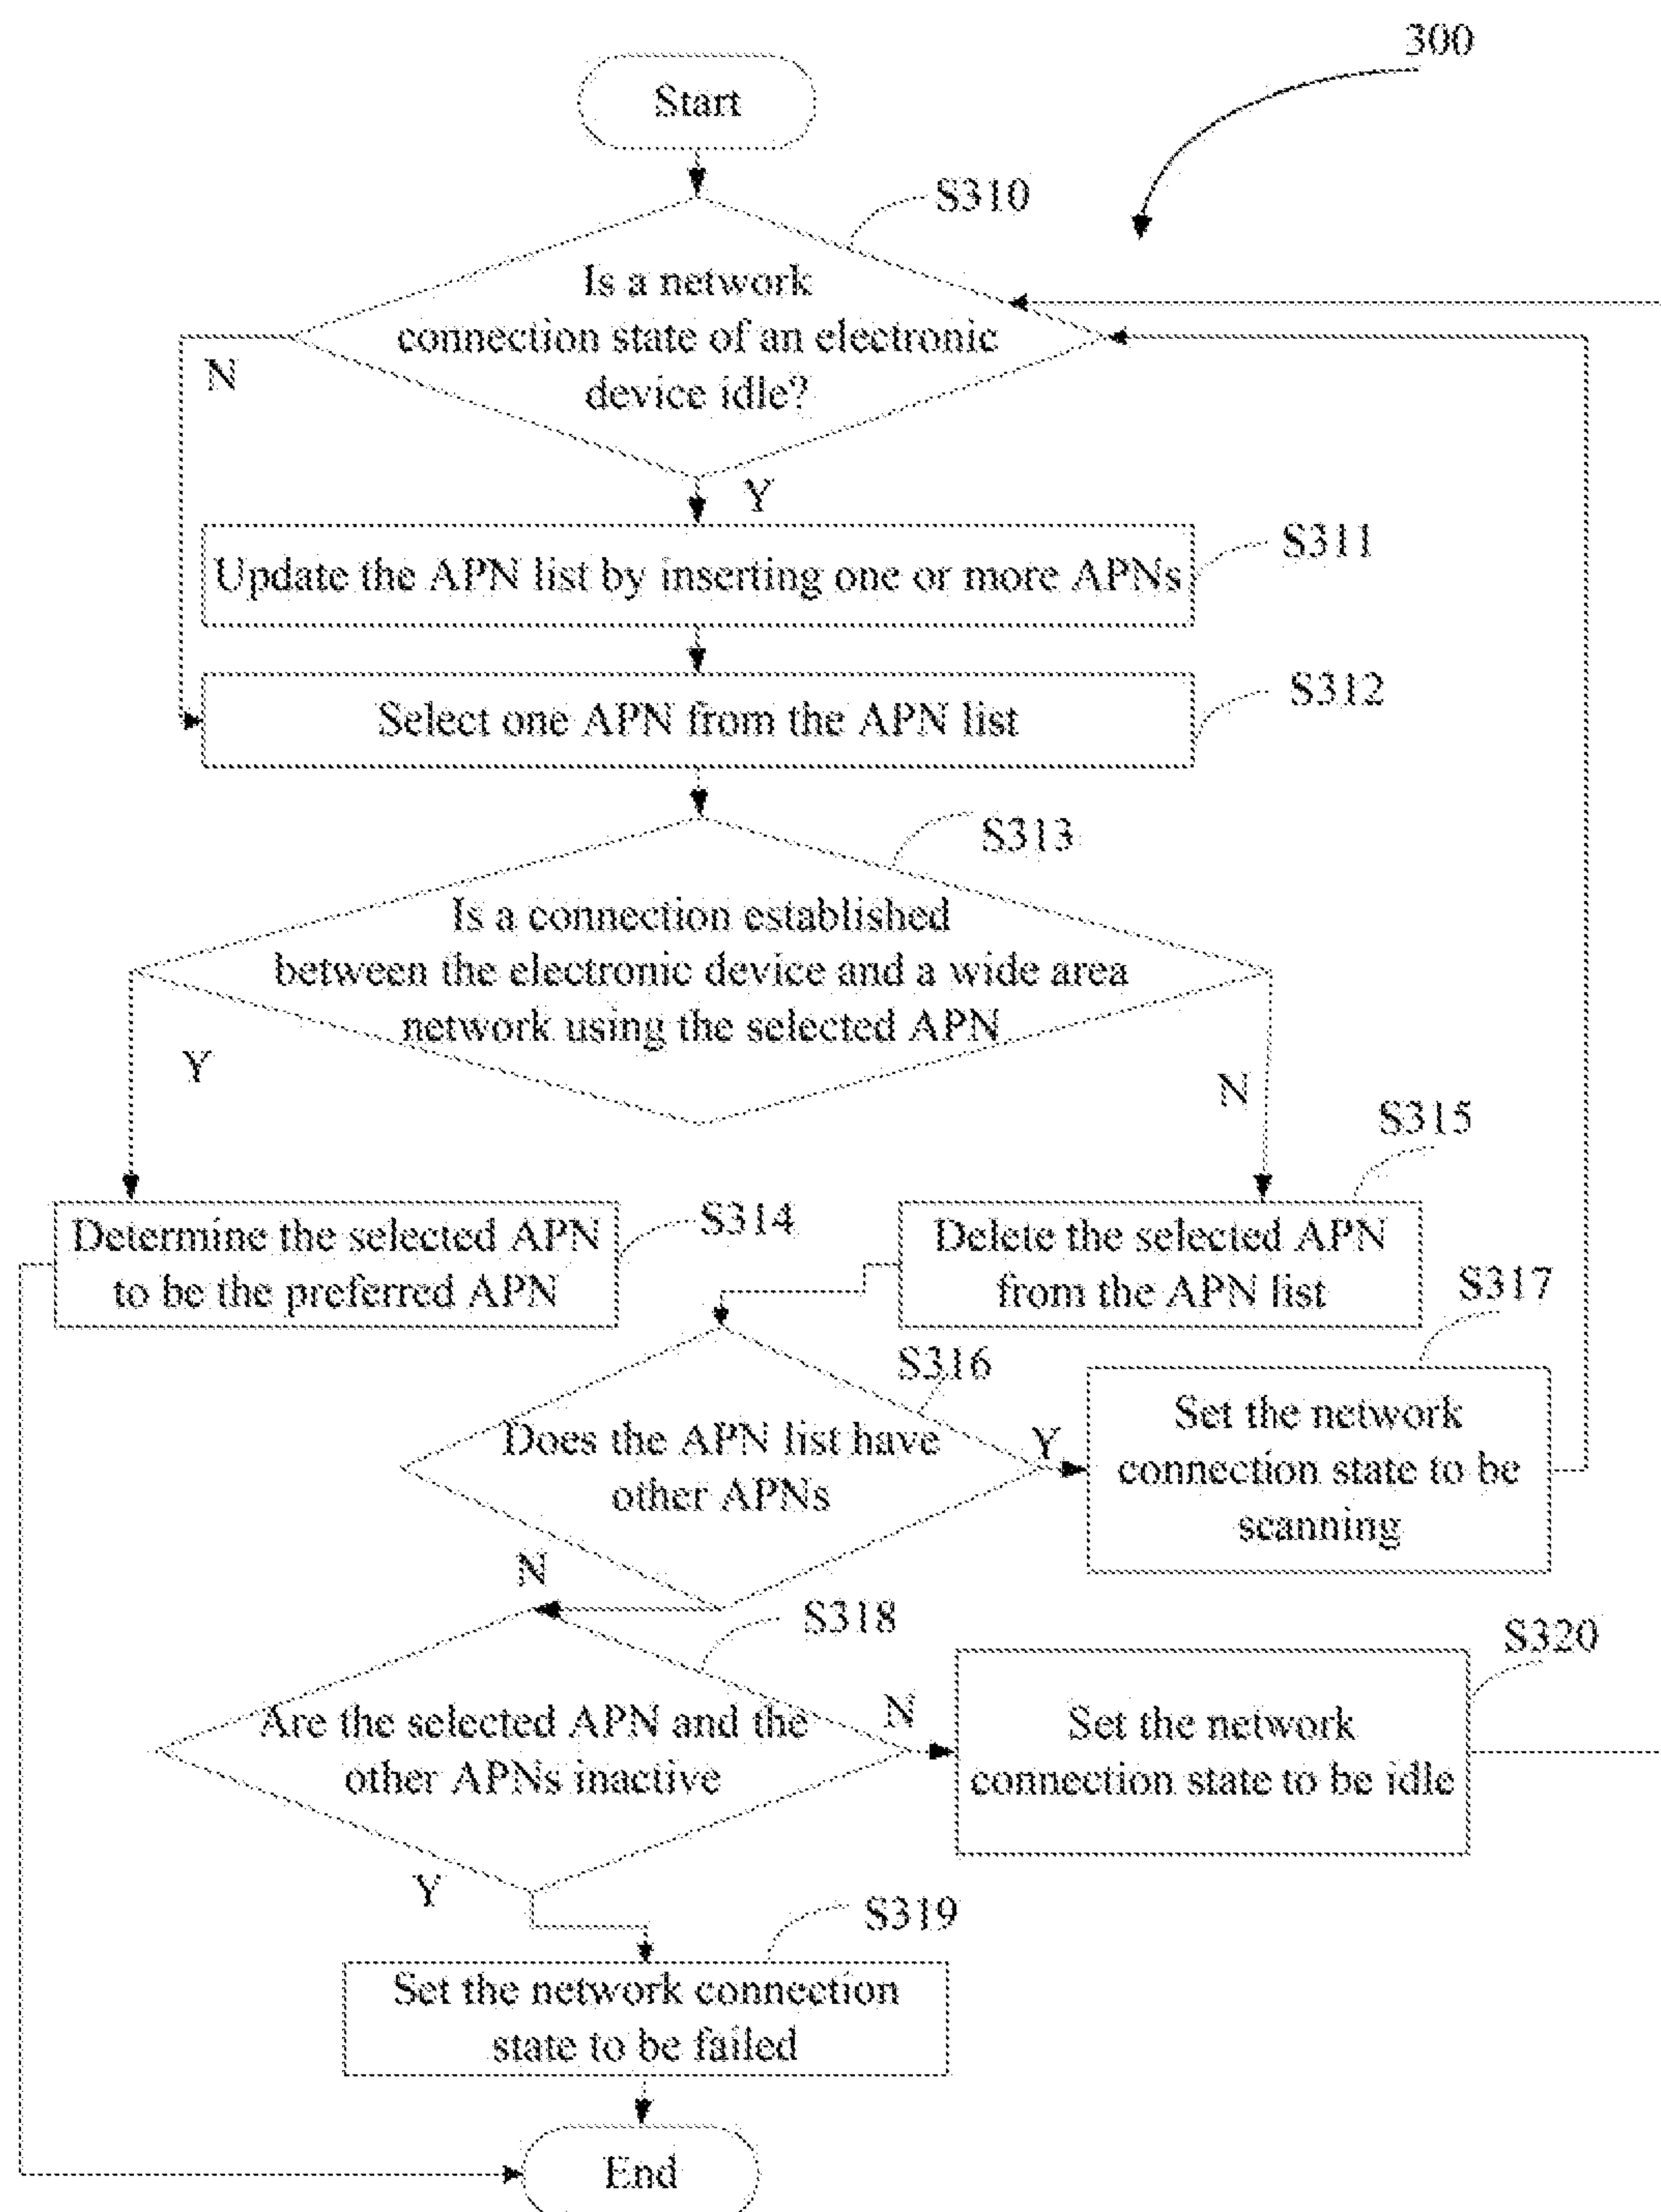 300
Start
S310
Is a network
connection state of an electronic
device idle?
N
Y
S311
Update the APN list by inserting one or more APNs
S312
Select one APN from the APN list
S313
Is a connection established
between the electronic device and a wide area
network using the selected APN
Y
N
S315
S314
Determine the selected APN
to be the preferred APN
Delete the selected APN
from the APN list
S317
S316
Does the APN list have
other APNs
Y
Set the network
connection state to be
scanning
N
S318
S320
Are the selected APN and the
other APNs inactive
N
Set the network
connection state to be idle
Y
S319
Set the network connection
state to be failed
End